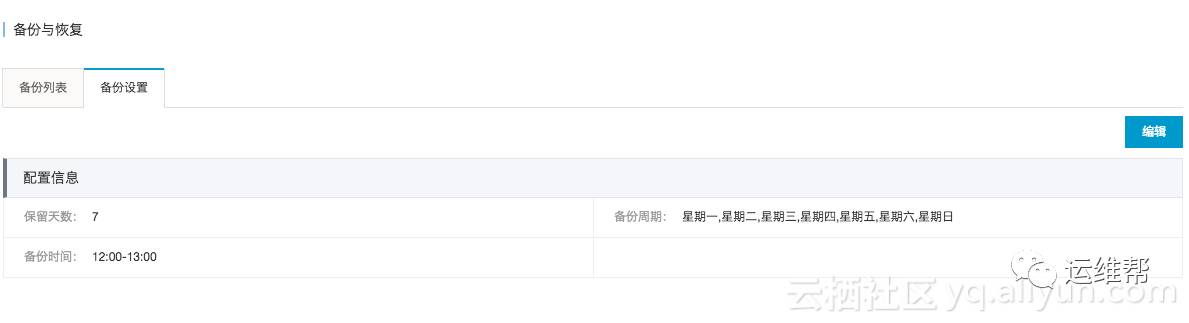 备份与恢复
备份列表 备份设置
编辑
配置信息
保留天数: 7 备份周期: 星期一,星期二,星期三,星期四,星期五,星期六,星期日
备份时间: 12:00-13:00
运维帮
云栖社区 yq.aliyun.com